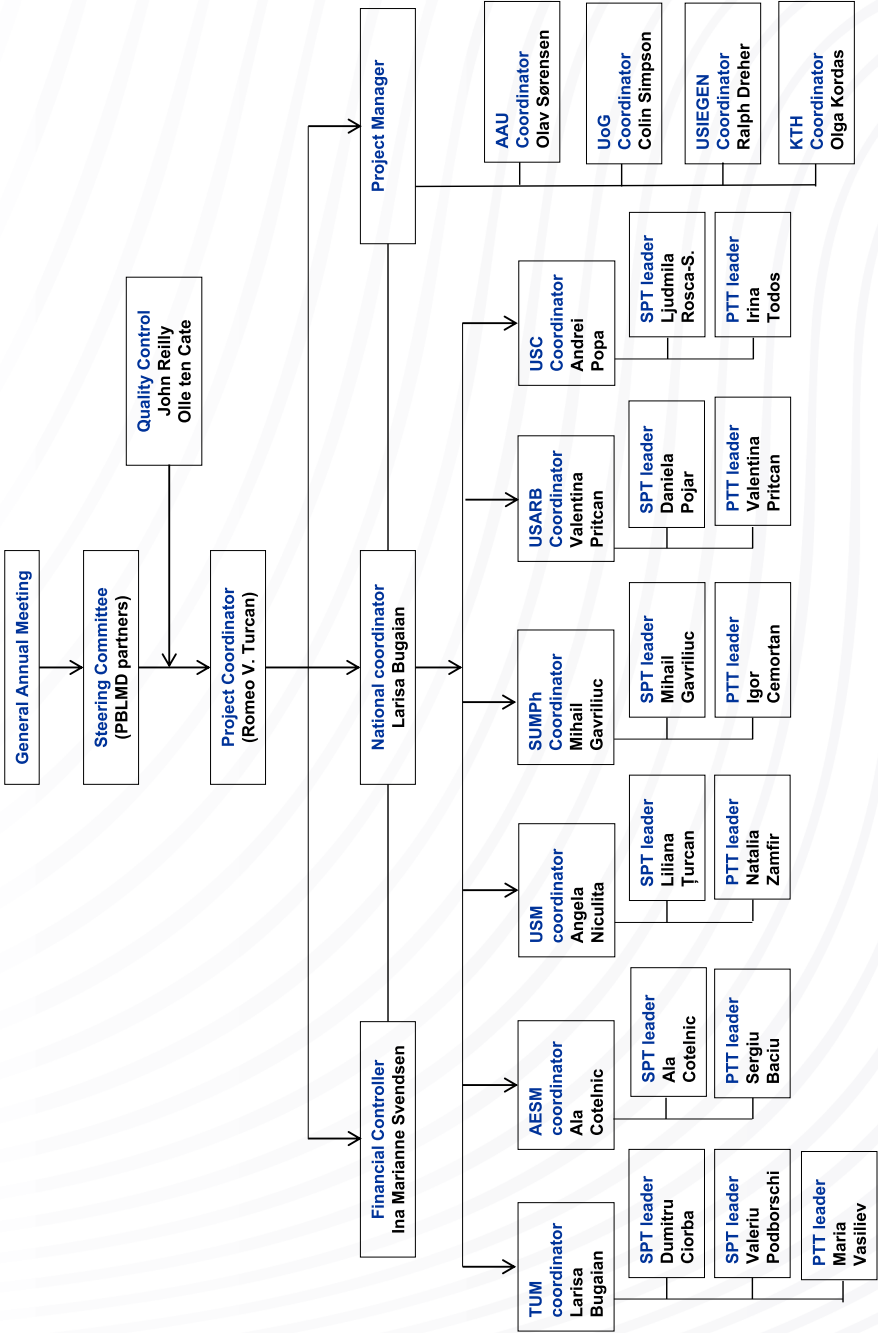 General Annual Meeting
Steering Committee
(PBLMD partners)
Quality Control
John Reilly
Olle ten Cate
Project Coordinator
(Romeo V. Turcan)
Financial Controller
Ina Marianne Svendsen
National coordinator
Larisa Bugaian
Project Manager
TUM
coordinator
Larisa
Bugaian
SPT leader
Dumitru
Ciorba
SPT leader
Valeriu
Podborschi
PTT leader
Maria
Vasiliev
AESM
coordinator
Ala
Cotelnic
SPT leader
Ala
Cotelnic
PTT leader
Sergiu
Baciu
USM
coordinator
Angela
Niculita
SPT leader
Liliana
Țurcan
PTT leader
Natalia
Zamfir
SUMPh
Coordinator
Mihail
Gavriliuc
SPT leader
Mihail
Gavriliuc
PTT leader
Igor
Cemortan
USARB
Coordinator
Valentina
Pritcan
SPT leader
Daniela
Pojar
PTT leader
Valentina
Pritcan
USC
Coordinator
Andrei
Popa
SPT leader
Ljudmila
Rosca-S.
PTT leader
Irina
Todos
AAU
Coordinator
Olav Sørensen
UoG
Coordinator
Colin Simpson
USIEGEN
Coordinator
Ralph Dreher
KTH
Coordinator
Olga Kordas